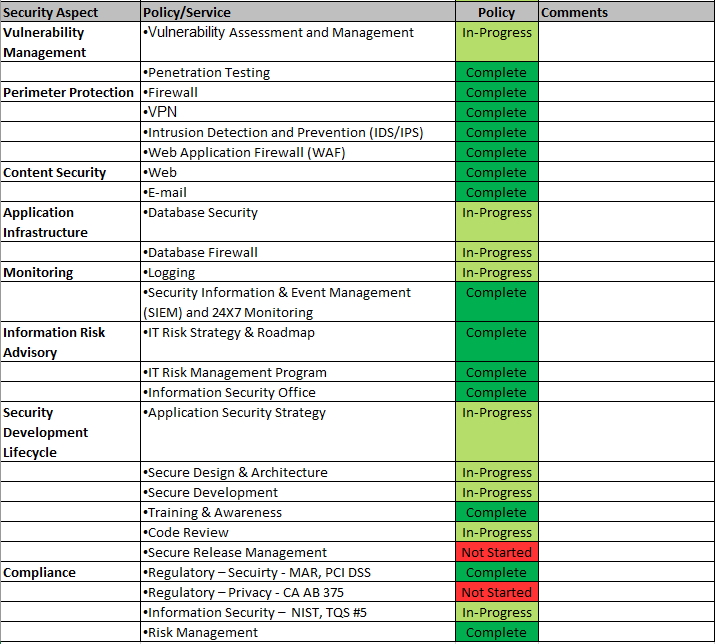 Security Aspect Policy/Service Policy Comments
Vulnerability •Vulnerability Assessment and Management In-Progress
Management
•Penetration Testing Complete
Perimeter Protection •Firewall Complete
•VPN Complete
•Intrusion Detection and Prevention (IDS/IPS) Complete
•Web Application Firewall (WAF) Complete
Content Security •Web Complete
•E-mail Complete
Application •Database Security In-Progress
Infrastructure
•Database Firewall In-Progress
Monitoring •Logging In-Progress
•Security Information & Event Management Complete
(SIEM) and 24X7 Monitoring
Information Risk •IT Risk Strategy & Roadmap Complete
Advisory
•IT Risk Management Program Complete
•Information Security Office Complete
Security •Application Security Strategy In-Progress
Development
Lifecycle
•Secure Design & Architecture In-Progress
•Secure Development In-Progress
•Training & Awareness Complete
•Code Review In-Progress
•Secure Release Management Not Started
Compliance •Regulatory – Secuirty - MAR, PCI DSS Complete
•Regulatory – Privacy - CA AB 375 Not Started
•Information Security – NIST, TQS #5 In-Progress
•Risk Management Complete